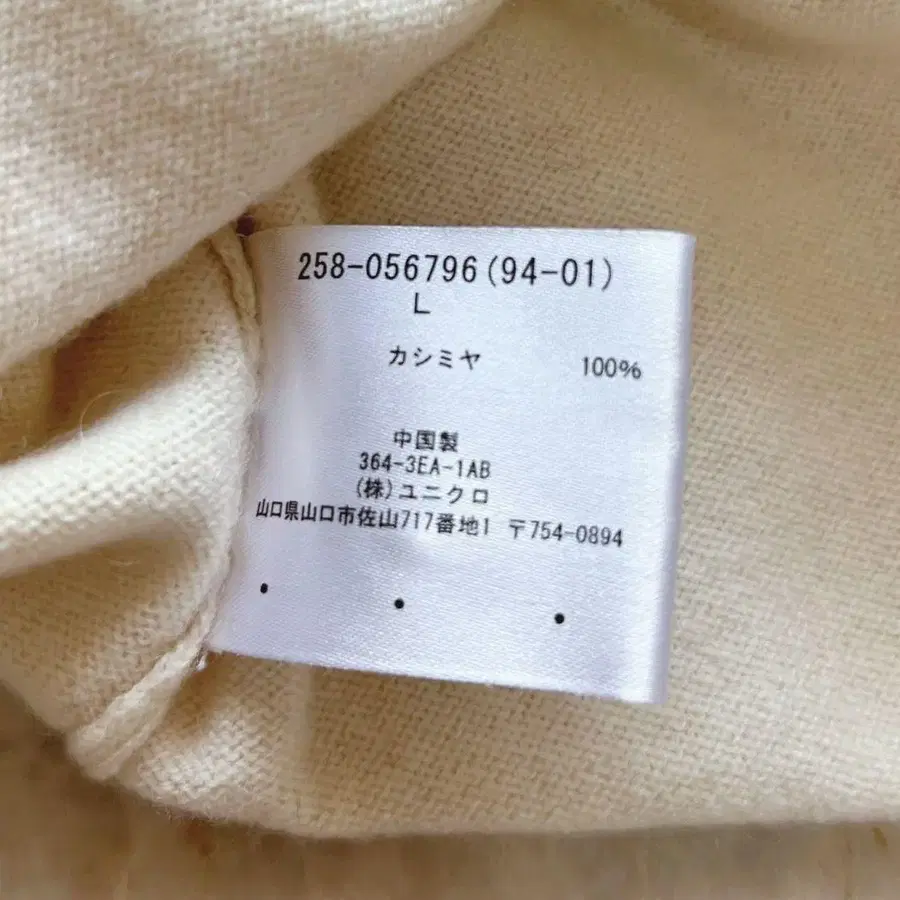 258-056796(94-01)
L
カシミヤ 100%
中国製
364-3EA-1AB
(株)ユニクロ
山口県山口市佐山717番地1 〒754-0894